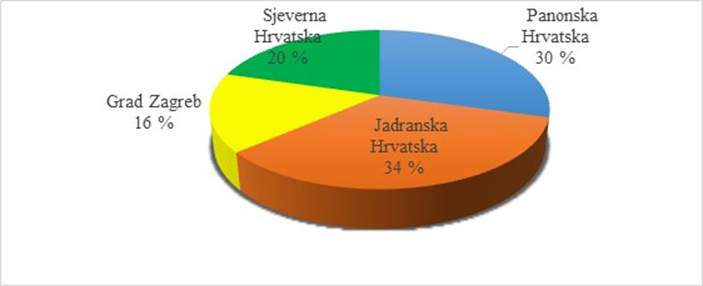 Sjeverna
Hrvatska
20 %
Panonska
Hrvatska
30 %
Grad Zagreb
16 %
Jadranska
Hrvatska
34 %